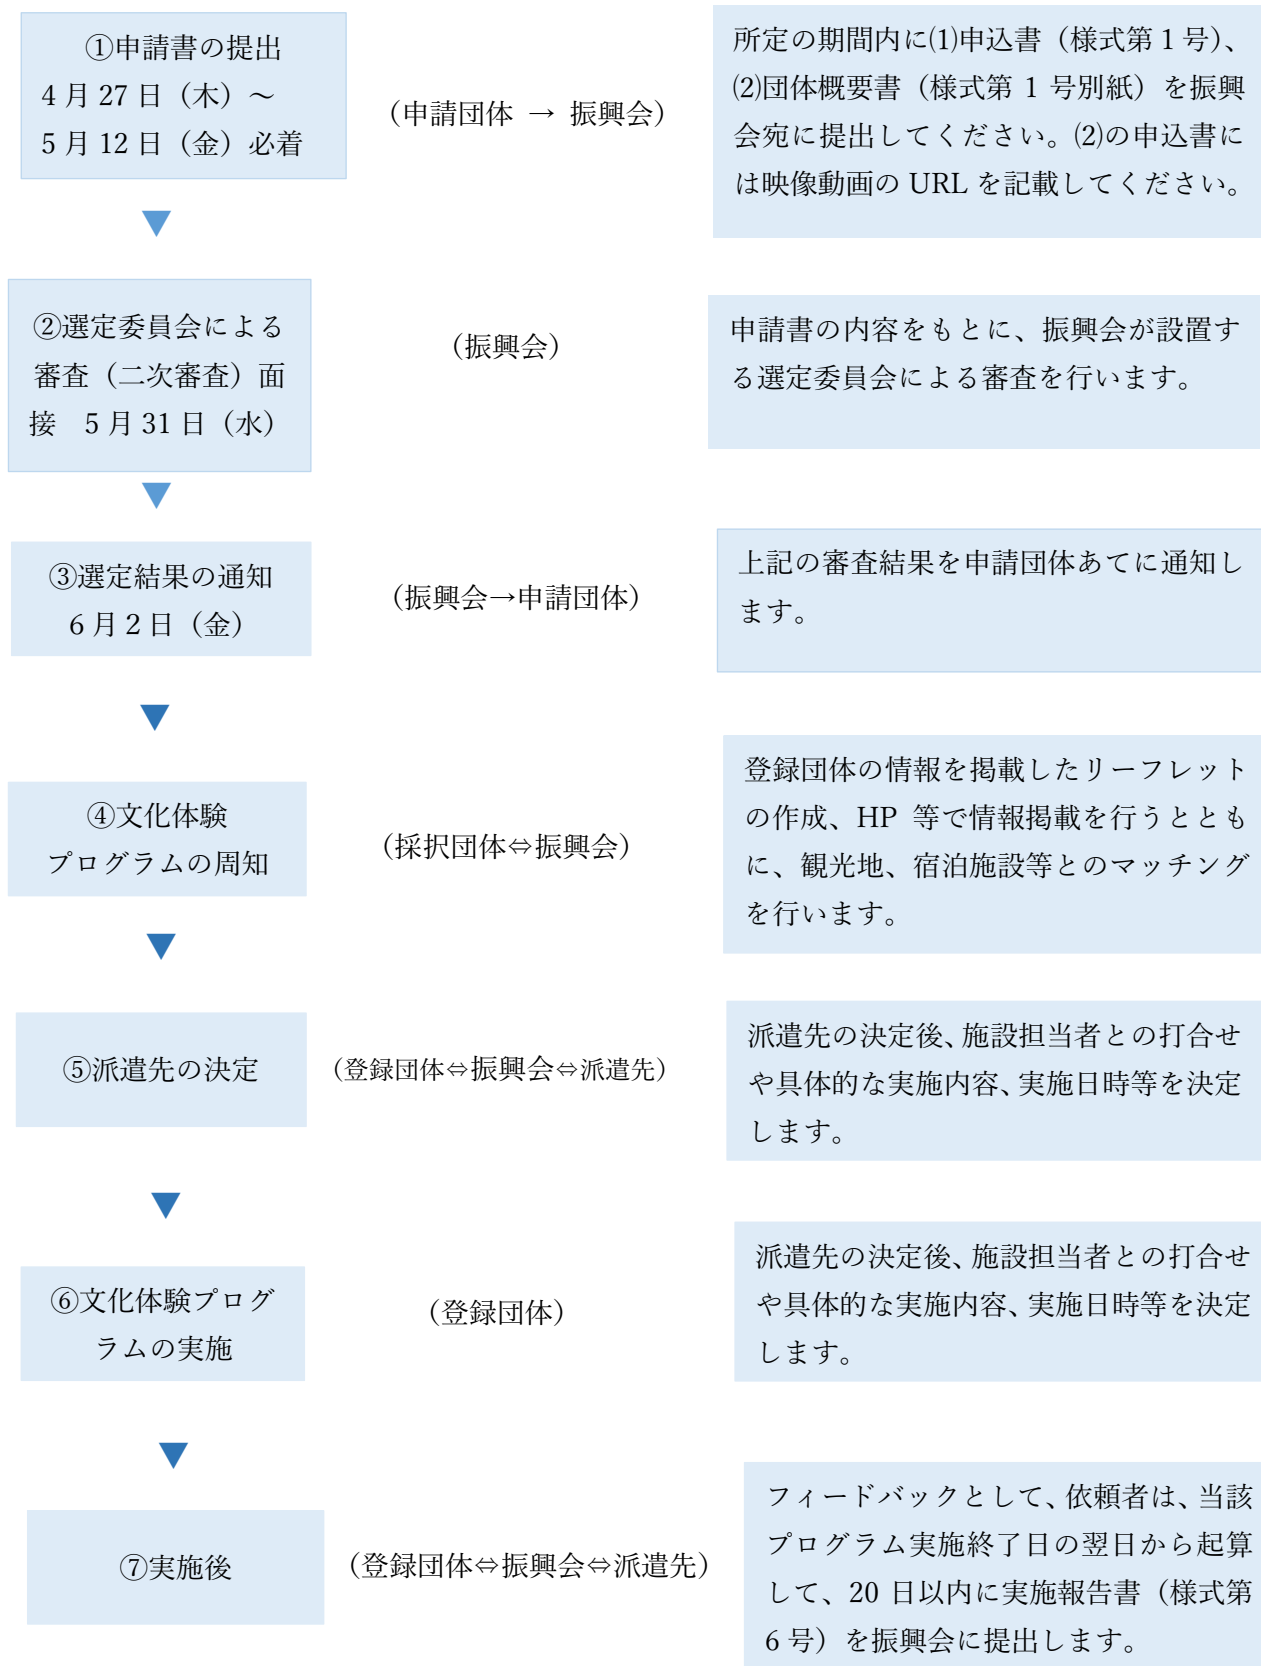 ①申請書の提出
4月27日（木）～
5月12日（金）必着
（申請団体 → 振興会）
所定の期間内に⑴申込書（様式第1号）、
⑵団体概要書（様式第 1 号別紙）を振興
会宛に提出してください。⑵の申込書に
は映像動画の URL を記載してください。
②選定委員会による
審査（二次審査）面
接　5月31日（水）
（振興会）
申請書の内容をもとに、振興会が設置す
る選定委員会による審査を行います。
③選定結果の通知
6月2日（金）
（振興会→申請団体）
上記の審査結果を申請団体あてに通知し
ます。
④文化体験
プログラムの周知
（採択団体⇔振興会）
登録団体の情報を掲載したリーフレット
の作成、HP 等で情報掲載を行うととも
に、観光地、宿泊施設等とのマッチング
を行います。
⑤派遣先の決定
（登録団体⇔振興会⇔派遣先）
派遣先の決定後、施設担当者との打合せ
や具体的な実施内容、実施日時等を決定
します。
⑥文化体験プログ
ラムの実施
（登録団体）
派遣先の決定後、施設担当者との打合せ
や具体的な実施内容、実施日時等を決定
します。
⑦実施後
（登録団体⇔振興会⇔派遣先）
フィードバックとして、依頼者は、当該
プログラム実施終了日の翌日から起算
して、20 日以内に実施報告書（様式第
6号）を振興会に提出します。